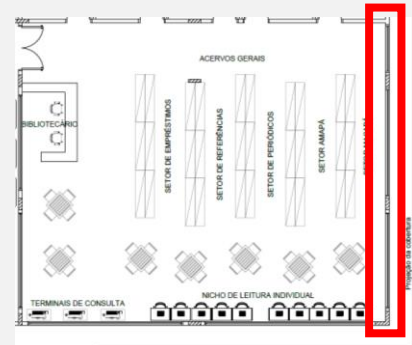 ACERVOS GERAIS
BIBLIOTECÁRIO
SETOR DE EMPRÉSTIMOS
SETOR DE REFERÊNCIAS
SETOR DE PERIÓDICOS
SETOR AMAPÁ
Projeção da cobertura
NICHO DE LEITURA INDIVIDUAL
TERMINAIS DE CONSULTA